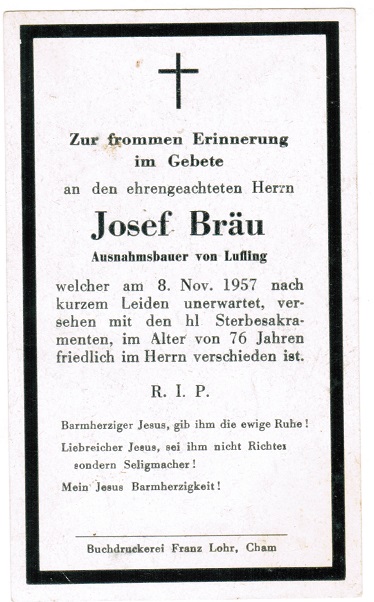 Zur frommen Erinnerung
im Gebete
an den ehrengeachteten Herrn
Josef Bräu
Ausnahmsbauer von Lufling
welcher am 8. Nov. 1957 nach
kurzem Leiden unerwartet, ver-
sehen mit den hl Sterbesakra-
menten, im Alter von 76 Jahren
friedlich im Herrn verschieden ist.
R. I. P.
Barmherziger Jesus, gib ihm die ewige Ruhe!
Liebreicher Jesus, sei ihm nicht Richter
sondern Seligmacher!
Mein Jesus Barmherzigkeit!
Buchdruckerei Franz Lohr, Cham